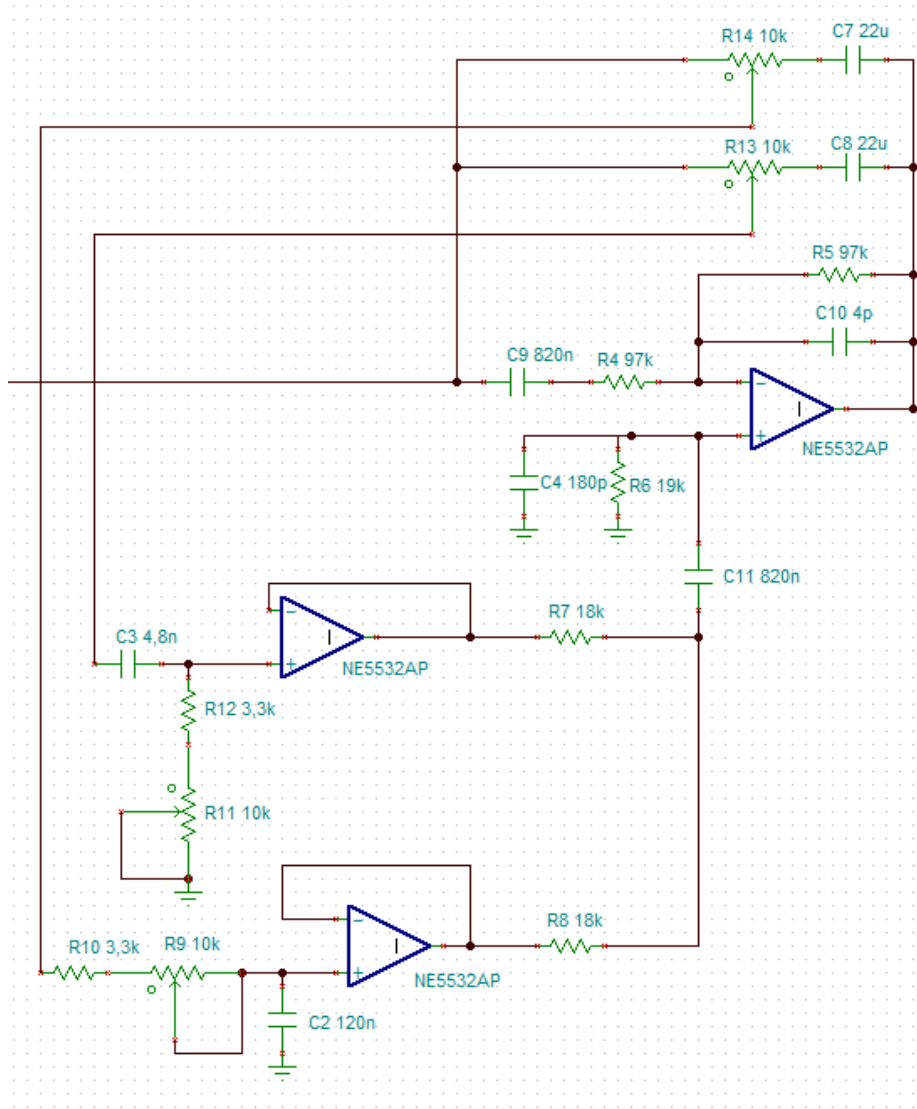 R14 10k
C7 22u
R13 10k
C8 22u
R5 97k
C10 4p
C9 820n
R4 97k
NE5532AP
C4 180p
R6 19k
C11 820n
R7 18k
C3 4,8n
NE5532AP
R12 3,3k
R11 10k
R10 3,3k
R9 10k
R8 18k
NE5532AP
C2 120n